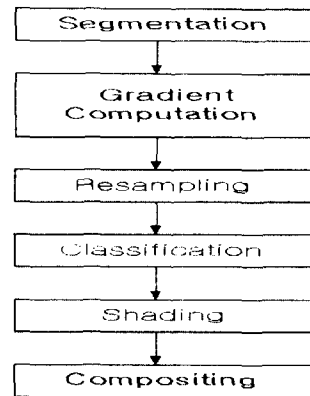 Segmentation
Gradient
Computation
Resampling
Classification
Shading
Compositing